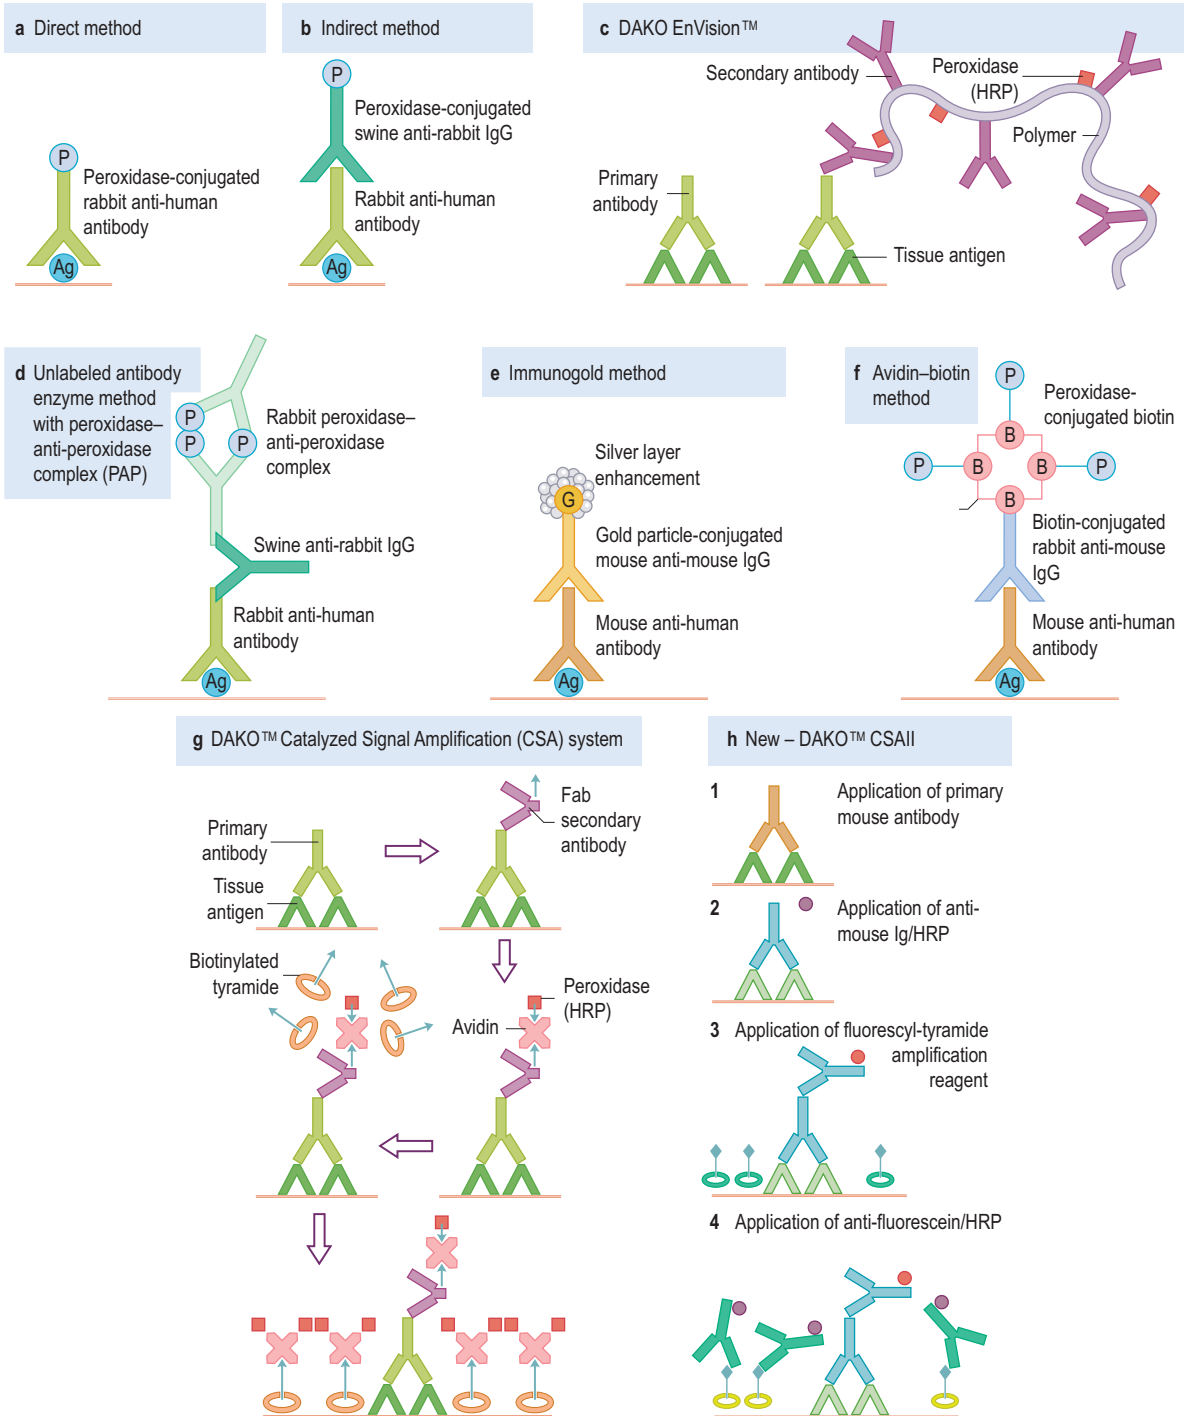 a Direct method
P
Peroxidase-conjugated
rabbit anti-human
antibody
Ag
b Indirect method
P
Peroxidase-conjugated
swine anti-rabbit IgG
Rabbit anti-human
antibody
Ag
c DAKO EnVision™
Secondary antibody
Peroxidase
(HRP)
Polymer
Primary
antibody
Tissue antigen
d Unlabeled antibody
enzyme method
with peroxidase–
anti-peroxidase
complex (PAP)
P
P
P
Rabbit peroxidase–
anti-peroxidase
complex
Swine anti-rabbit IgG
Rabbit anti-human
antibody
Ag
e Immunogold method
Silver layer
enhancement
G
Gold particle-conjugated
mouse anti-mouse IgG
Mouse anti-human
antibody
Ag
f Avidin–biotin
method
P
Peroxidase-
conjugated biotin
B
P B B P
B
Biotin-conjugated
rabbit anti-mouse
IgG
Mouse anti-human
antibody
Ag
g DAKO™ Catalyzed Signal Amplification (CSA) system
Primary
antibody
Tissue
antigen
Fab
secondary
antibody
Biotinylated
tyramide
Avidin
Peroxidase
(HRP)
h New – DAKO™ CSAII
1 Application of primary
mouse antibody
2 Application of anti-
mouse Ig/HRP
3 Application of fluorescyl-tyramide
amplification
reagent
4 Application of anti-fluorescein/HRP